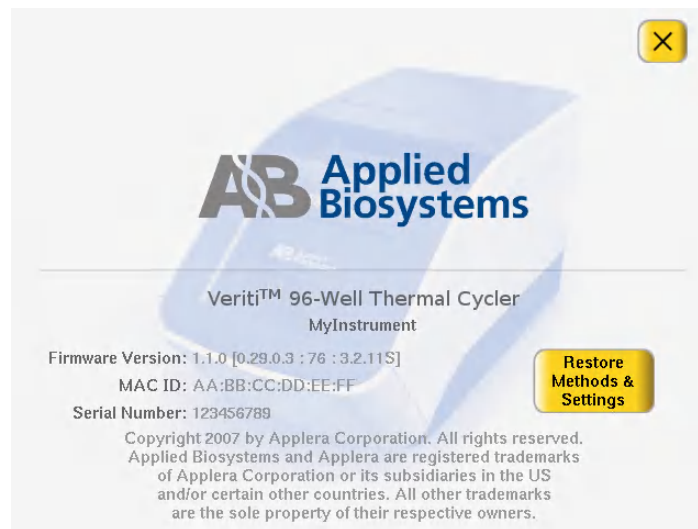 AB Applied
Biosystems
Veriti™ 96-Well Thermal Cycler
MyInstrument
Firmware Version: 1.1.0 [0.29.0.3 : 76 : 3.2.11S]
MAC ID: AA:BB:CC:DD:EE:FF
Serial Number: 123456789
Restore
Methods &
Settings
Copyright 2007 by Applera Corporation. All rights reserved.
Applied Biosystems and Applera are registered trademarks
of Applera Corporation or its subsidiaries in the US
and/or certain other countries. All other trademarks
are the sole property of their respective owners.